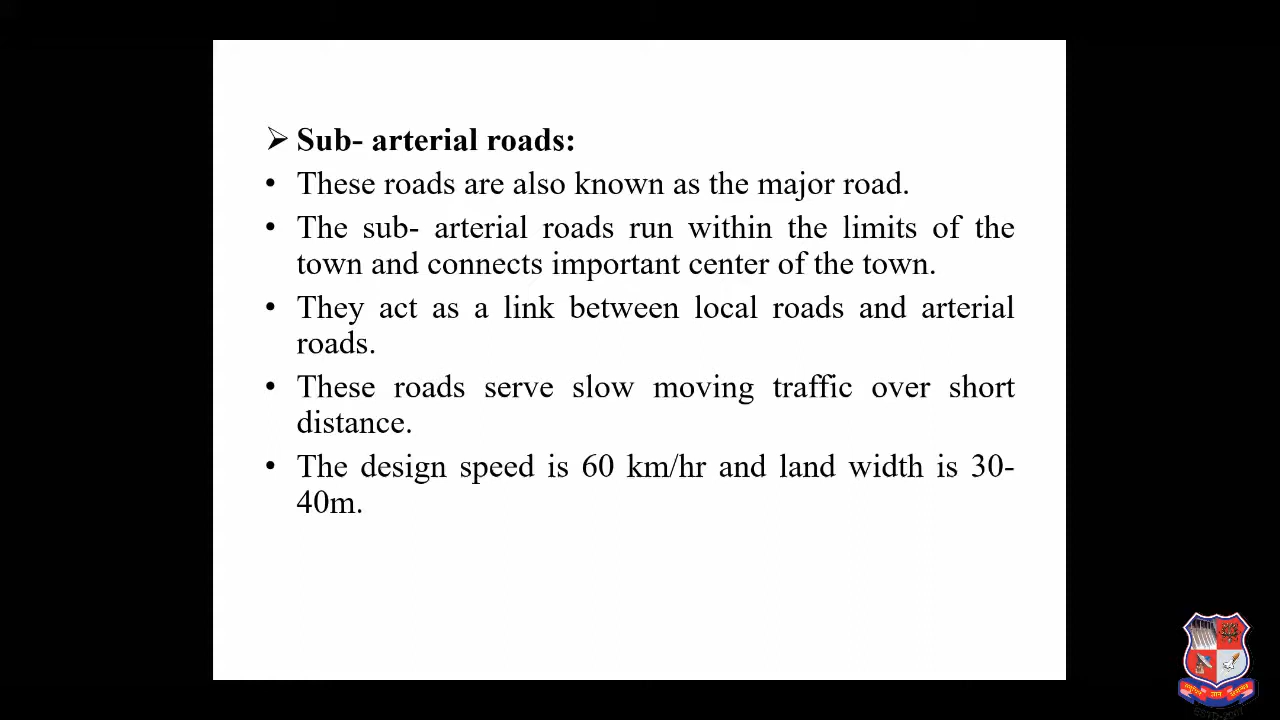 ➢ Sub- arterial roads:
• These roads are also known as the major road.
• The sub- arterial roads run within the limits of the
town and connects important center of the town.
• They act as a link between local roads and arterial
roads.
• These roads serve slow moving traffic over short
distance.
• The design speed is 60 km/hr and land width is 30-
40m.